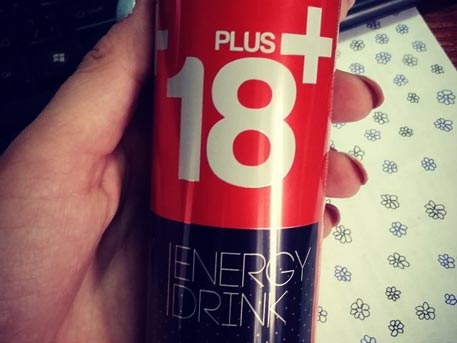 PLUS +
18
ENERGY
DRINK